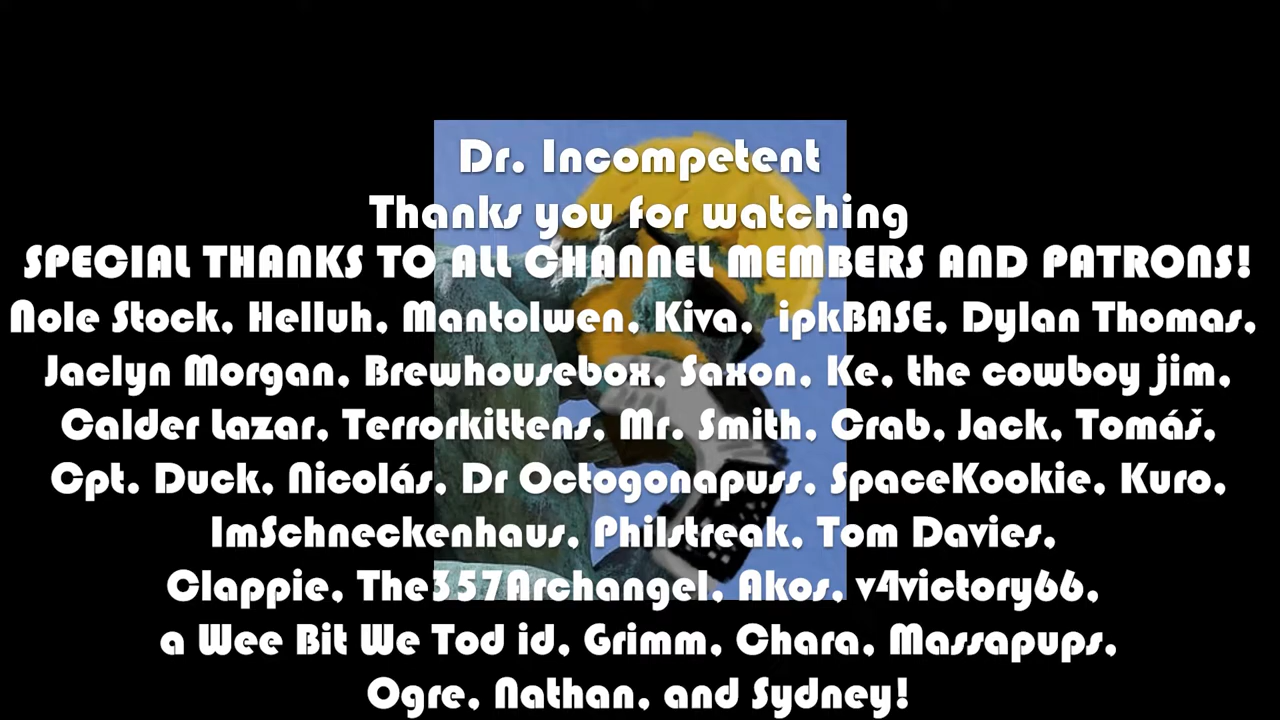 Dr. Incompetent
Thanks you for watching
SPECIAL THANKS TO ALL CHANNEL MEMBERS AND PATRONS!
Nole Stock, Helluh, Mantolwen, Kiva, ipkBASE, Dylan Thomas,
Jaclyn Morgan, Brewhousebox, Saxon, Ke, the cowboy jim,
Calder Lazar, Terrorkittens, Mr. Smith, Crab, Jack, Tomáš,
Cpt. Duck, Nicolás, Dr Octogonapuss, SpaceKookie, Kuro,
ImSchneckenhaus, Philstreak, Tom Davies,
Clappie, The357Archangel, Akos, v4victory66,
a Wee Bit We Tod id, Grimm, Chara, Massapups,
Ogre, Nathan, and Sydney!